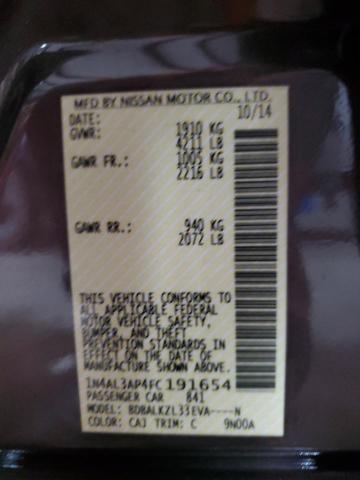 MFD BY NISSAN MOTOR CO., LTD.
DATE: 10/14
GVWR: 1910 KG
4211 LB
GAWR FR.: 1005 KG
2216 LB
GAWR RR.: 940 KG
2072 LB
THIS VEHICLE CONFORMS TO
ALL APPLICABLE FEDERAL
MOTOR VEHICLE SAFETY,
BUMPER, AND THEFT
PREVENTION STANDARDS IN
EFFECT ON THE DATE OF
MANUFACTURE SHOWN ABOVE.
1N4AL3AP4FC191654
PASSENGER CAR 841
MODEL: BDBALKZL33EVA----N
COLOR: CAJ TRIM: C 9N00A